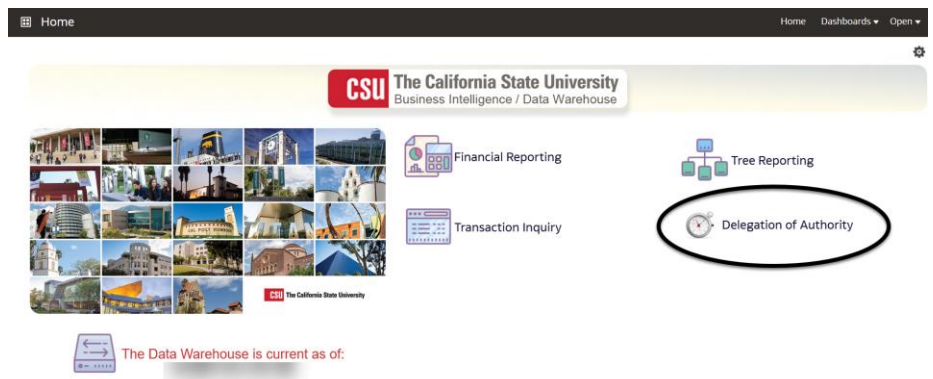 Home
Home Dashboards Open
CSU The California State University
Business Intelligence / Data Warehouse
Financial Reporting
Tree Reporting
Transaction Inquiry
Delegation of Authority
CSU The California State University
The Data Warehouse is current as of: